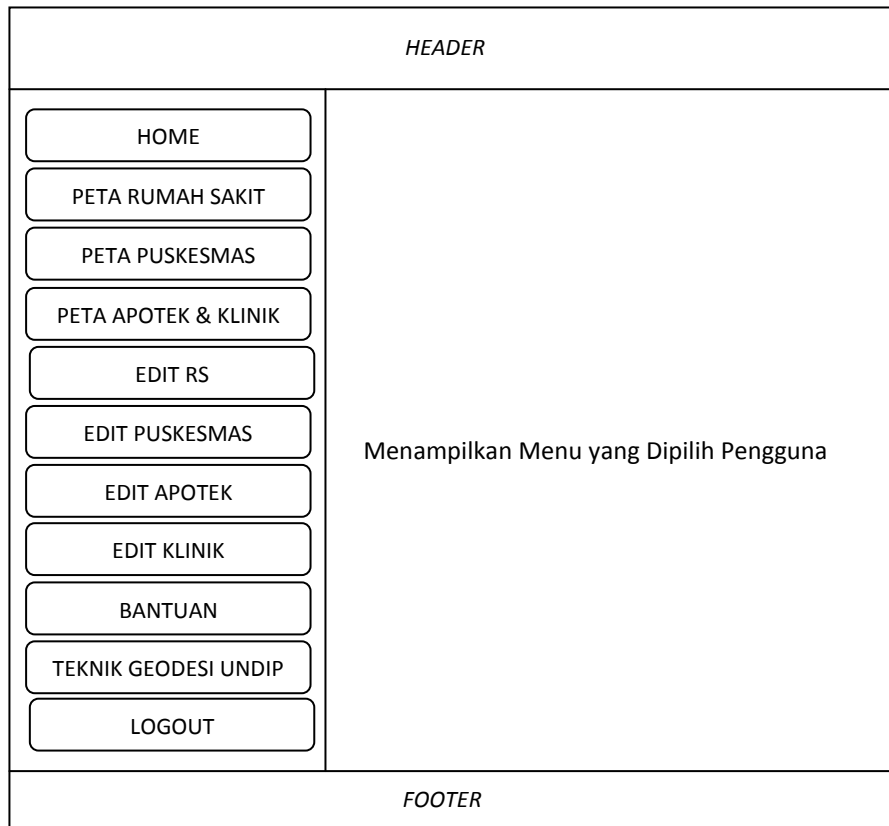 HEADER
HOME
PETA RUMAH SAKIT
PETA PUSKESMAS
PETA APOTEK & KLINIK
EDIT RS
EDIT PUSKESMAS
EDIT APOTEK
EDIT KLINIK
BANTUAN
TEKNIK GEODESI UNDIP
LOGOUT
Menampilkan Menu yang Dipilih Pengguna
FOOTER